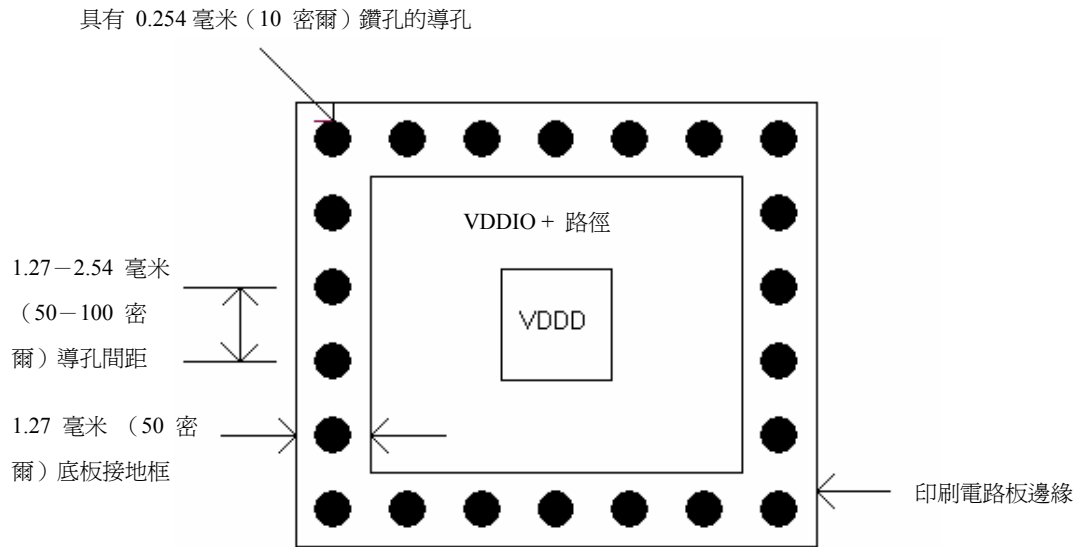 具有 0.254 毫米（10 密爾）鑽孔的導孔
VDDIO + 路徑
VDDD
1.27－2.54 毫米
（50－100 密
爾）導孔間距
1.27 毫米 （50 密
爾）底板接地框
印刷電路板邊緣